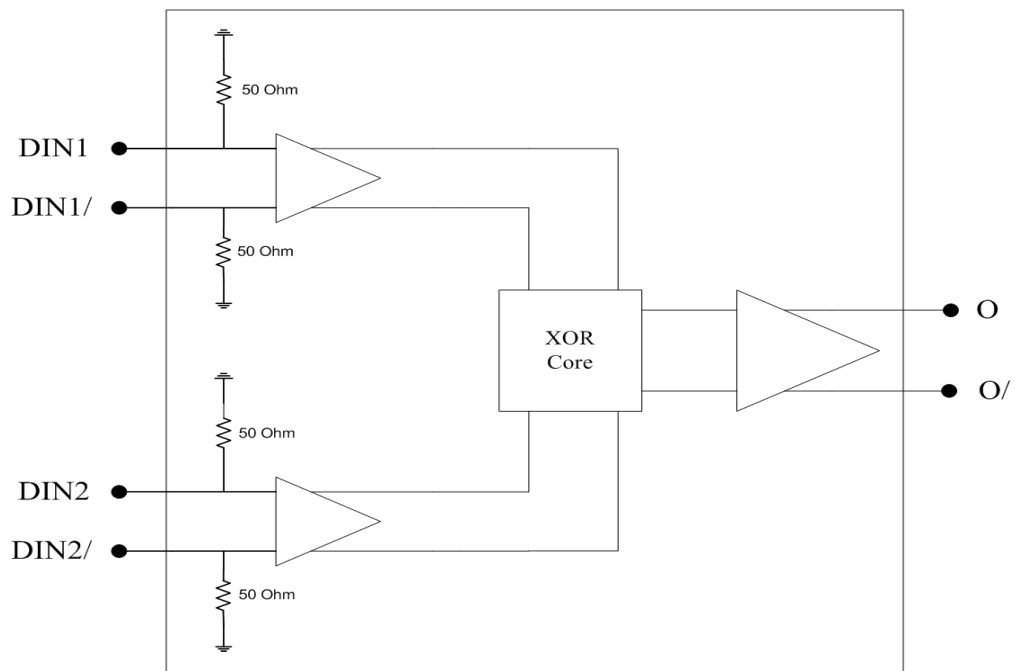 50 Ohm
DIN1
DIN1/
50 Ohm
XOR
Core
O
O/
50 Ohm
DIN2
DIN2/
50 Ohm